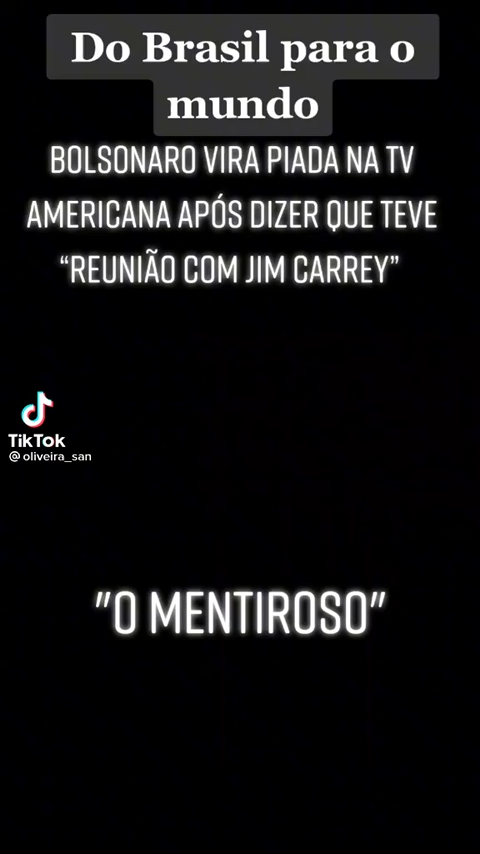 Do Brasil para o
mundo
BOLSONARO VIRA PIADA NA TV
AMERICANA APÓS DIZER QUE TEVE
“REUNIÃO COM JIM CARREY”
TikTok
@oliveira_san
"O MENTIROSO"